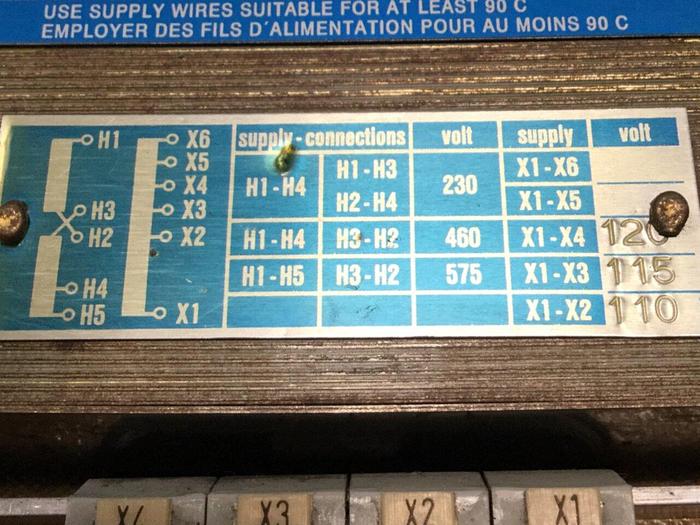 USE SUPPLY WIRES SUITABLE FOR AT LEAST 90 C
EMPLOYER DES FILS D'ALIMENTATION POUR AU MOINS 90 C
H1 X6 supply-connections volt supply volt
X5 H1-H4 H1-H3 230 X1-X6
X4 H2-H4 X1-X5
H3 X3
H2 X2 H1-H4 H3-H2 460 X1-X4 120
H1-H5 H3-H2 575 X1-X3 115
H4
H5 X1 X1-X2 110
X4 X3 X2 X1